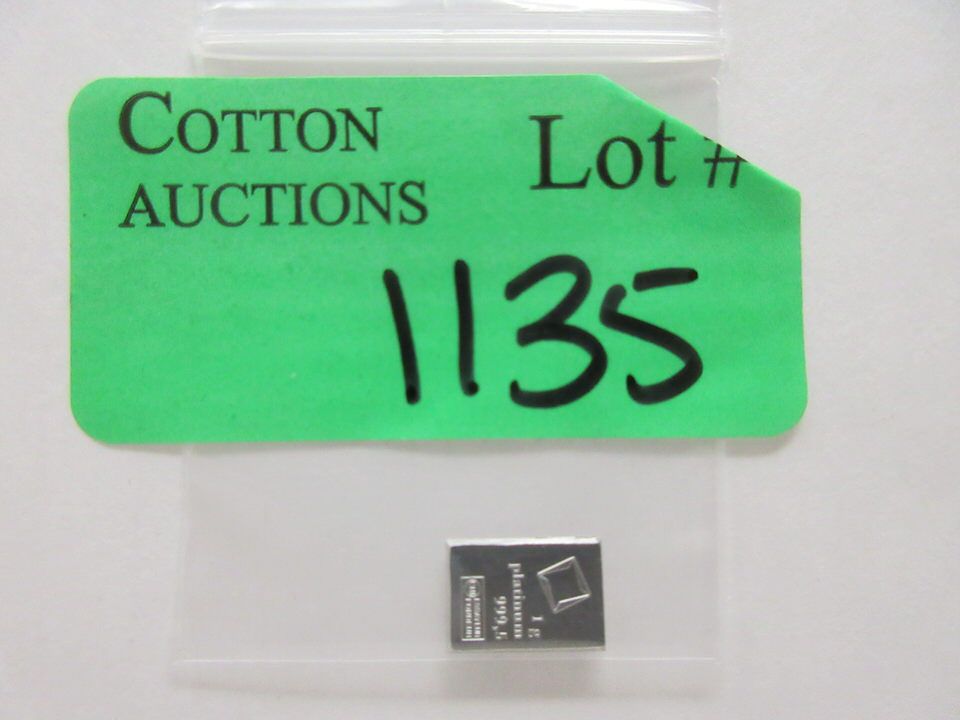 COTTON
AUCTIONS
Lot #
1135
1 g
platinum
999,5